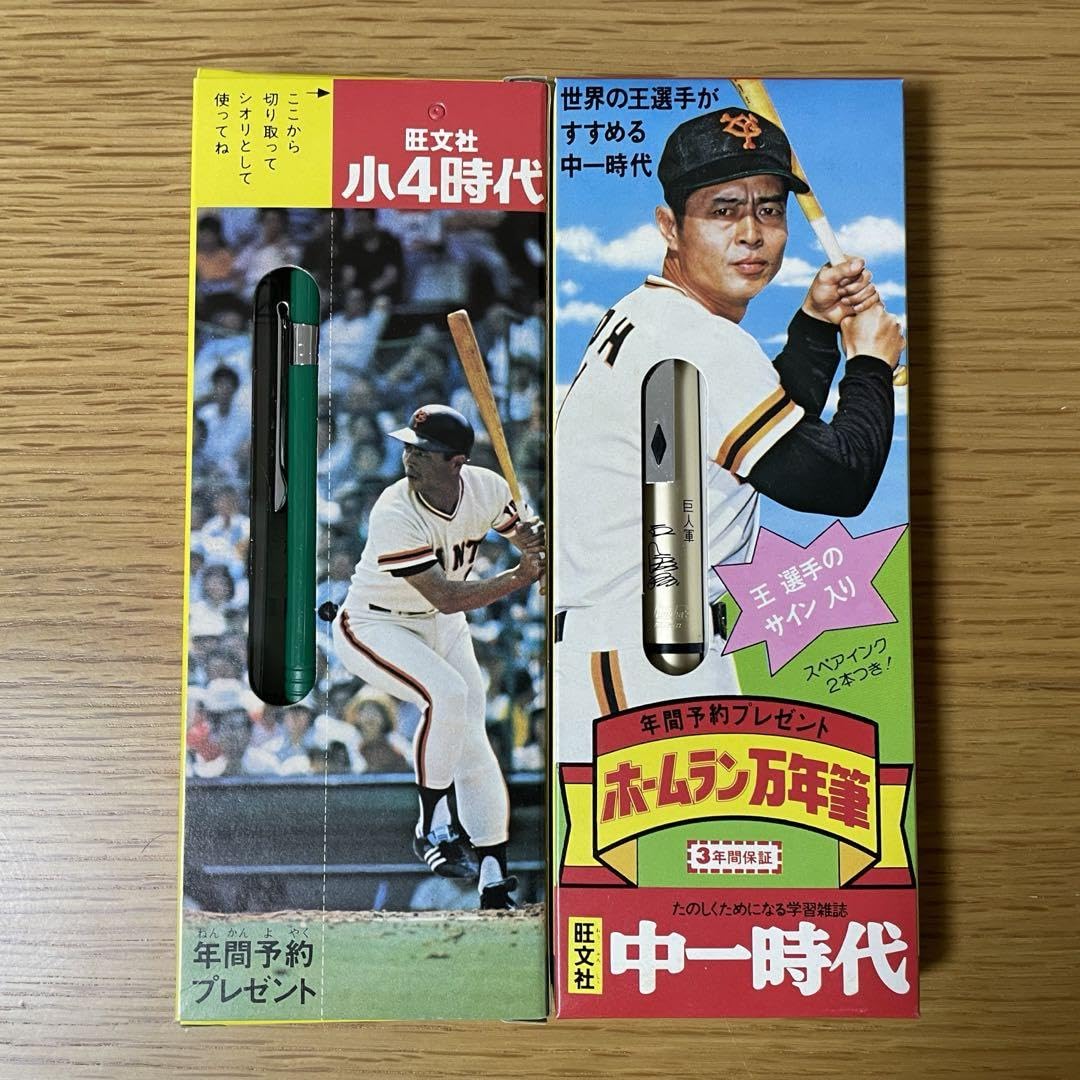 ここから
切り取って
シオリとして
使ってね
旺文社
小4時代
YG
ねんかんよやく
年間予約
プレゼント
世界の王選手が
すすめる
中一時代
YG
OH
巨人軍
王選手の
サイン入り
スペアインク
2本つき!
年間予約プレゼント
ホームラン万年筆
3年間保証
たのしくためになる学習雑誌
旺文社
中一時代